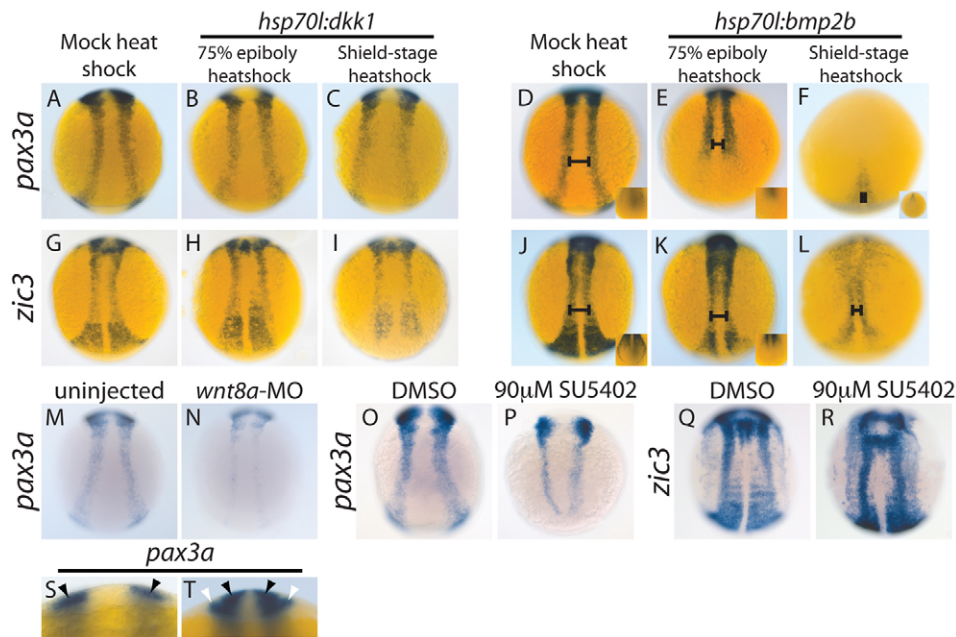 hsp70l:dkk1
hsp70l:bmp2b
Mock heat shock
75% epiboly heatshock
Shield-stage heatshock
Mock heat shock
75% epiboly heatshock
Shield-stage heatshock
pax3a
A
B
C
D
E
F
zic3
G
H
I
J
K
L
uninjected
wnt8a-MO
DMSO
90μM SU5402
DMSO
90μM SU5402
pax3a
M
N
pax3a
O
P
zic3
Q
R
pax3a
S
T